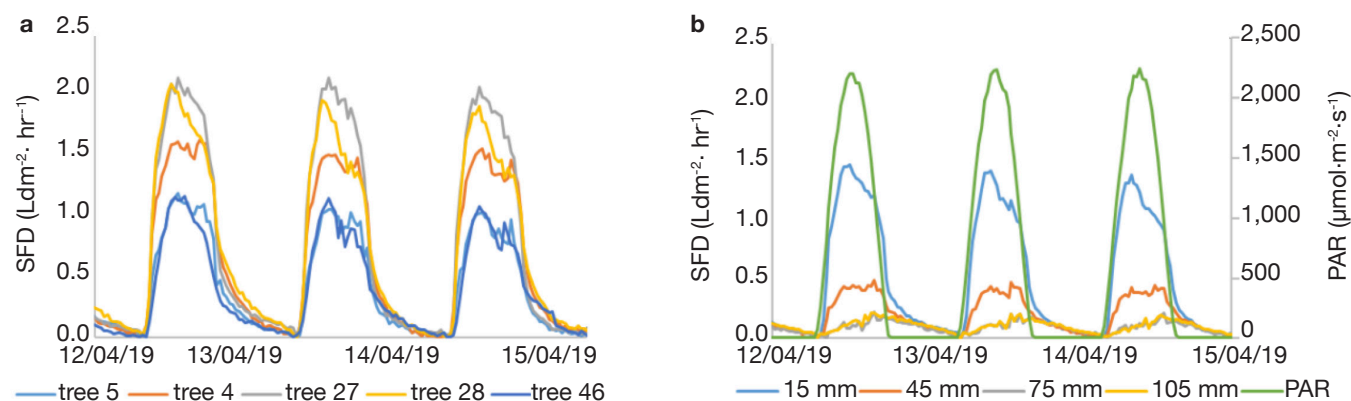 a
SFD (Ldm⁻²· hr⁻¹)
2.5
2.0
1.5
1.0
0.5
0.0
12/04/19 13/04/19 14/04/19 15/04/19
tree 5 tree 4 tree 27 tree 28 tree 46
b
SFD (Ldm⁻²· hr⁻¹)
2.5
2.0
1.5
1.0
0.5
0.0
2,500
2,000
1,500
1,000
500
0
PAR (µmol·m⁻²·s⁻¹)
12/04/19 13/04/19 14/04/19 15/04/19
15 mm 45 mm 75 mm 105 mm PAR